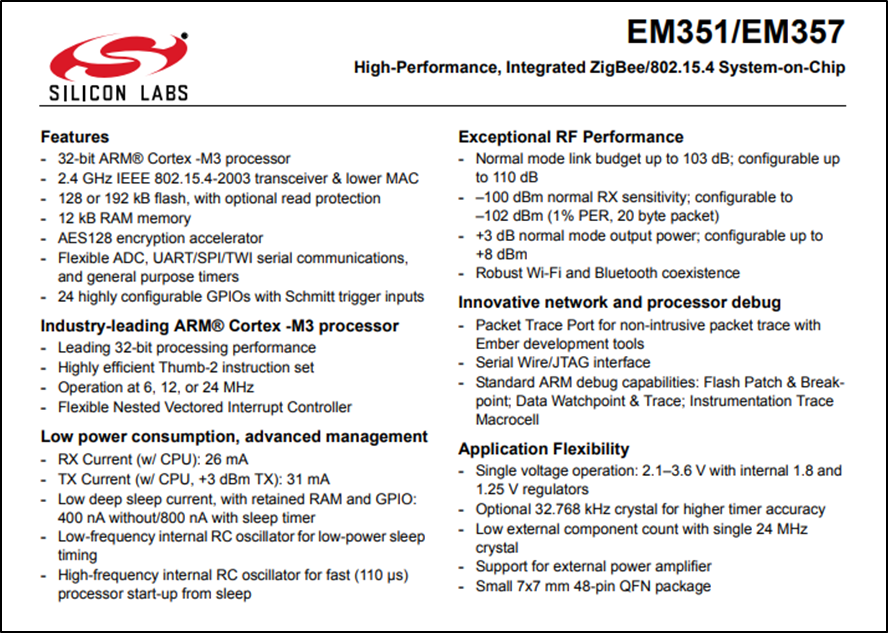 EM351/EM357
High-Performance, Integrated ZigBee/802.15.4 System-on-Chip
SILICON LABS
Features
- 32-bit ARM® Cortex -M3 processor
- 2.4 GHz IEEE 802.15.4-2003 transceiver & lower MAC
- 128 or 192 kB flash, with optional read protection
- 12 kB RAM memory
- AES128 encryption accelerator
- Flexible ADC, UART/SPI/TWI serial communications,
and general purpose timers
- 24 highly configurable GPIOs with Schmitt trigger inputs
Industry-leading ARM® Cortex -M3 processor
- Leading 32-bit processing performance
- Highly efficient Thumb-2 instruction set
- Operation at 6, 12, or 24 MHz
- Flexible Nested Vectored Interrupt Controller
Low power consumption, advanced management
- RX Current (w/ CPU): 26 mA
- TX Current (w/ CPU, +3 dBm TX): 31 mA
- Low deep sleep current, with retained RAM and GPIO:
400 nA without/800 nA with sleep timer
- Low-frequency internal RC oscillator for low-power sleep
timing
- High-frequency internal RC oscillator for fast (110 µs)
processor start-up from sleep
Exceptional RF Performance
- Normal mode link budget up to 103 dB; configurable up
to 110 dB
- –100 dBm normal RX sensitivity; configurable to
–102 dBm (1% PER, 20 byte packet)
- +3 dB normal mode output power; configurable up to
+8 dBm
- Robust Wi-Fi and Bluetooth coexistence
Innovative network and processor debug
- Packet Trace Port for non-intrusive packet trace with
Ember development tools
- Serial Wire/JTAG interface
- Standard ARM debug capabilities: Flash Patch & Break-
point; Data Watchpoint & Trace; Instrumentation Trace
Macrocell
Application Flexibility
- Single voltage operation: 2.1–3.6 V with internal 1.8 and
1.25 V regulators
- Optional 32.768 kHz crystal for higher timer accuracy
- Low external component count with single 24 MHz
crystal
- Support for external power amplifier
- Small 7x7 mm 48-pin QFN package